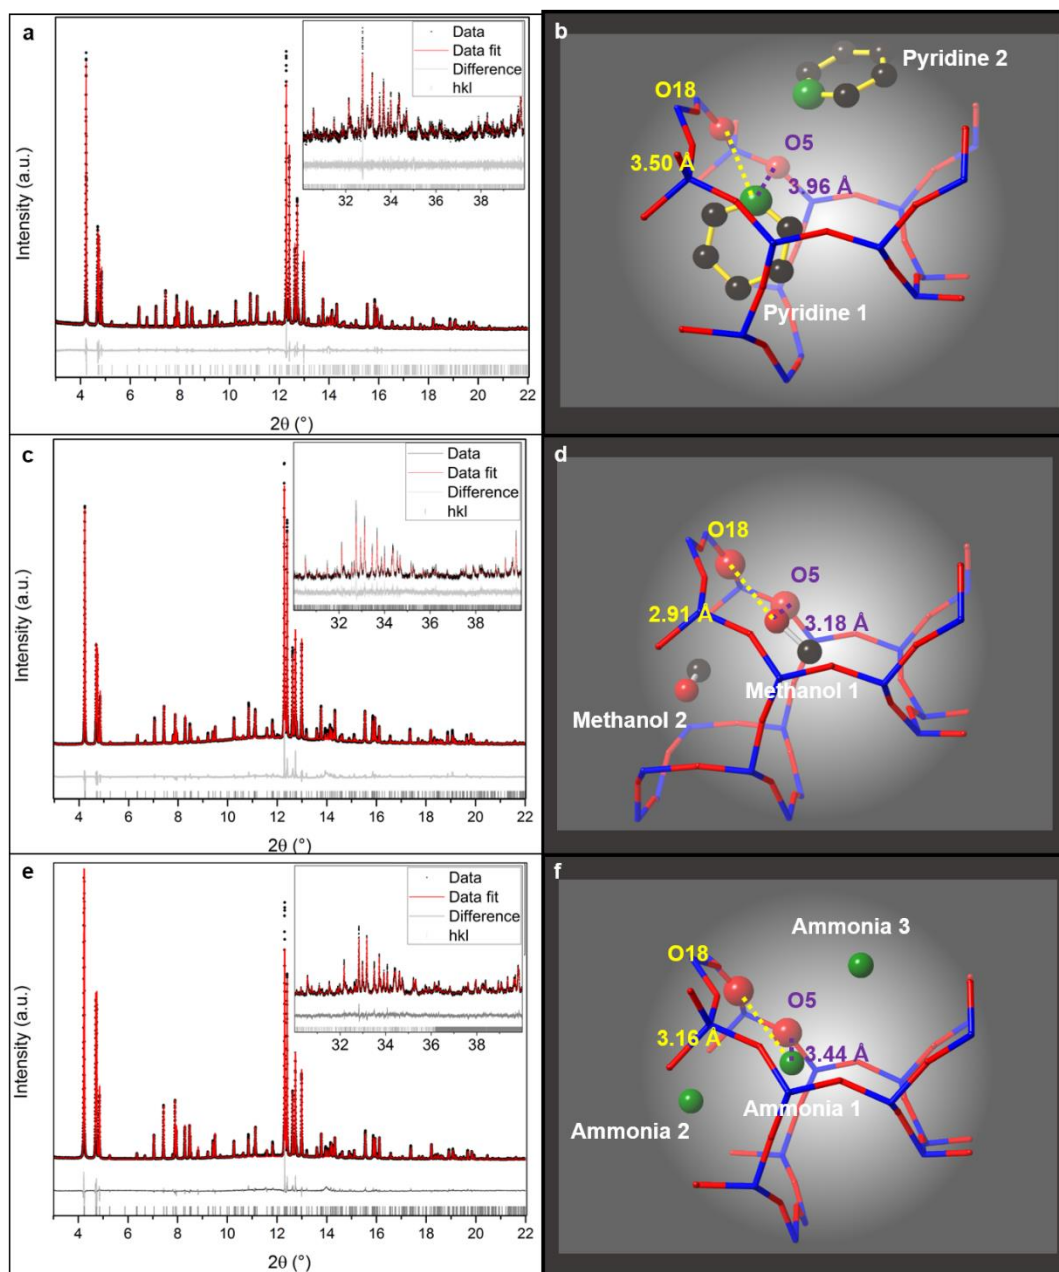 a
Data
Data fit
Difference
hkl
32 34 36 38
Intensity (a.u.)
4 6 8 10 12 14 16 18 20 22
2θ (°)
b
Pyridine 2
O18
O5
3.50 Å
3.96 Å
Pyridine 1
c
Data
Data fit
Difference
hkl
32 34 36 38
Intensity (a.u.)
4 6 8 10 12 14 16 18 20 22
2θ (°)
d
O18
O5
2.91 Å
3.18 Å
Methanol 1
Methanol 2
e
Data
Data fit
Difference
hkl
32 34 36 38
Intensity (a.u.)
4 6 8 10 12 14 16 18 20 22
2θ (°)
f
Ammonia 3
O18
O5
3.16 Å
3.44 Å
Ammonia 1
Ammonia 2